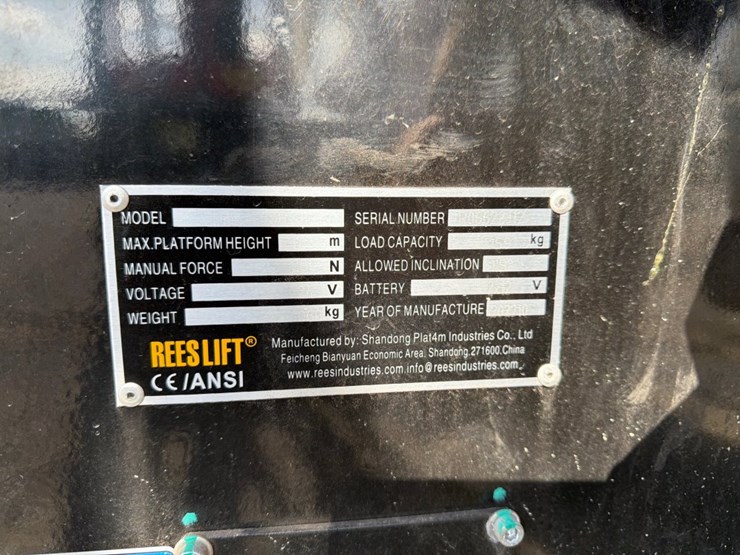 MODEL SERIAL NUMBER
MAX.PLATFORM HEIGHT m LOAD CAPACITY kg
MANUAL FORCE N ALLOWED INCLINATION
VOLTAGE V BATTERY V
WEIGHT kg YEAR OF MANUFACTURE
REESLIFT®
CE/ANSI
Manufactured by: Shandong Plat4m Industries Co., Ltd
Feicheng Bianyuan Economic Area, Shandong.271600.China
www.reesindustries.com info@reesindustries.com